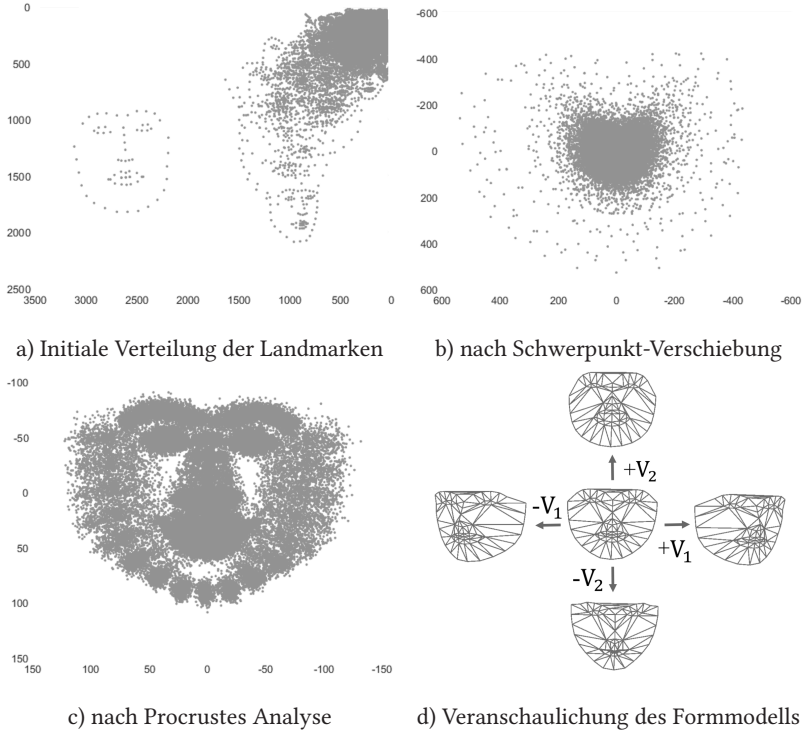 0
500
1000
1500
2000
2500
3500 3000 2500 2000 1500 1000 500 0
a) Initiale Verteilung der Landmarken
-600
-400
-200
0
200
400
600
600 400 200 0 -200 -400 -600
b) nach Schwerpunkt-Verschiebung
-100
-50
0
50
100
150
150 100 50 0 -50 -100 -150
c) nach Procrustes Analyse
+V2
-V1
+V1
-V2
d) Veranschaulichung des Formmodells